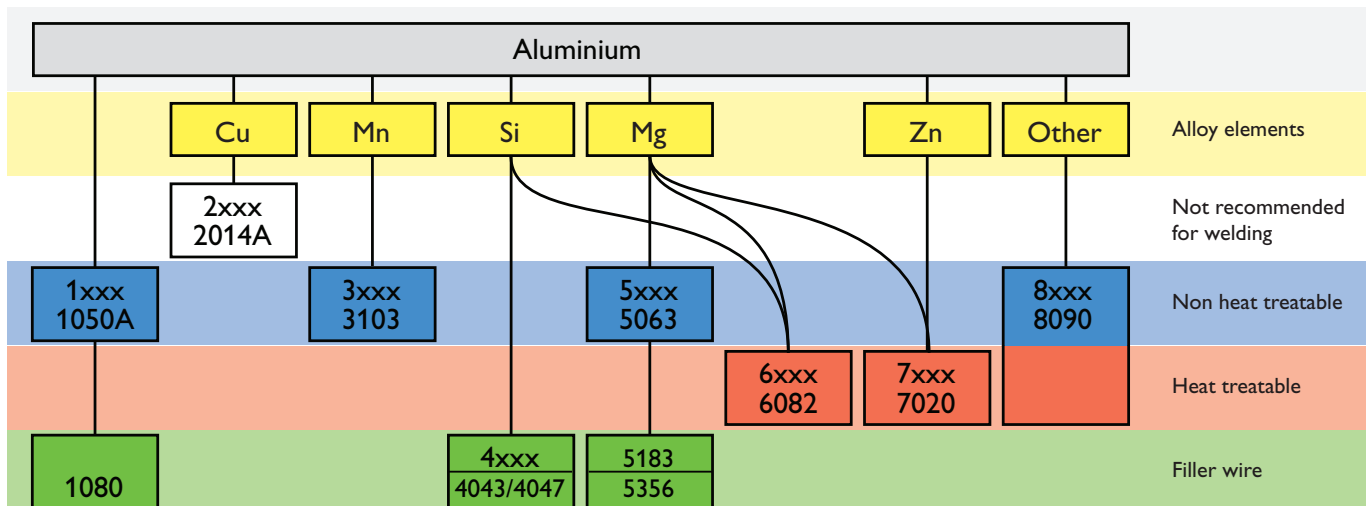 Aluminium
Cu
Mn
Si
Mg
Zn
Other
Alloy elements
2xxx
2014A
Not recommended
for welding
1xxx
1050A
3xxx
3103
5xxx
5063
8xxx
8090
Non heat treatable
6xxx
6082
7xxx
7020
Heat treatable
1080
4xxx
4043/4047
5183
5356
Filler wire